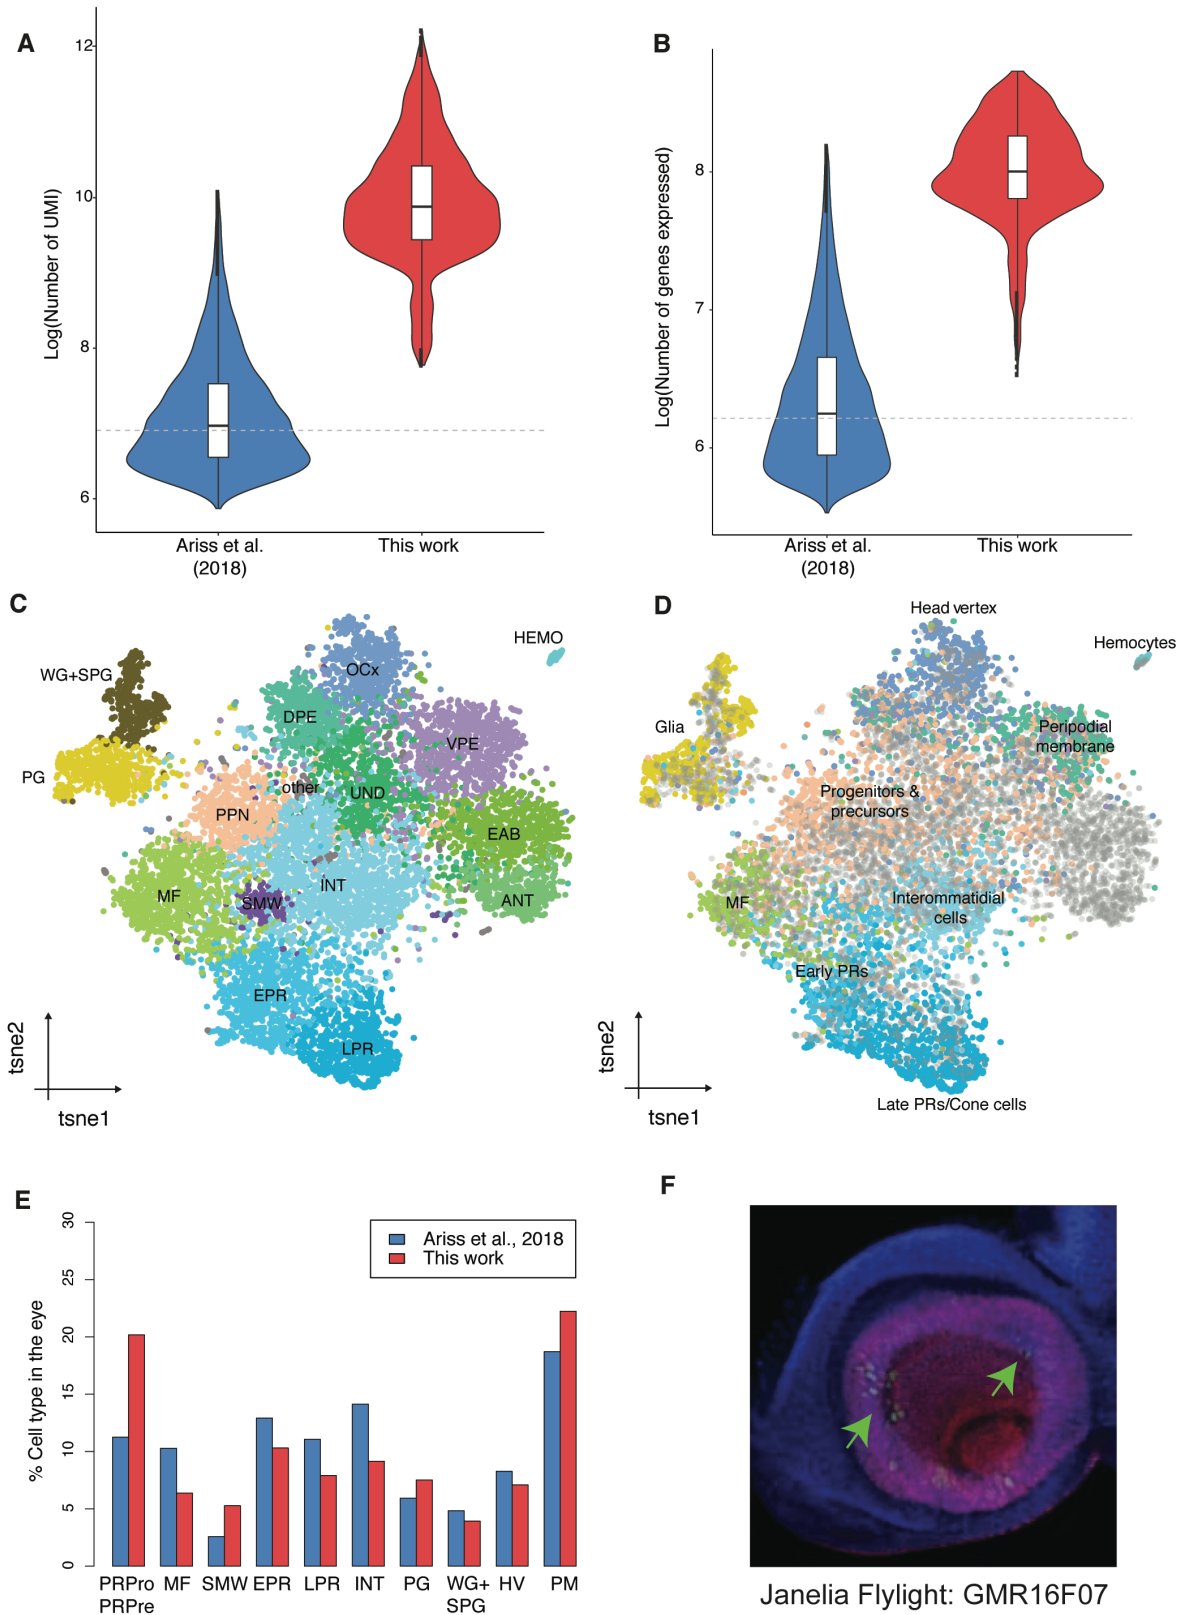 A
12
10
8
6
Log(Number of UMI)
Ariss et al.
(2018)
This work
B
8
7
6
Log(Number of genes expressed)
Ariss et al.
(2018)
This work
C
HEMO
WG+SPG
OCx
DPE
VPE
PG
other
UND
PPN
EAB
MF
INT
SMW
ANT
EPR
LPR
tsne2
tsne1
D
Head vertex
Hemocytes
Glia
Peripodial
membrane
Progenitors &
precursors
MF
Interommatidial
cells
Early PRs
tsne2
tsne1
Late PRs/Cone cells
E
30
25
20
15
10
5
0
% Cell type in the eye
Ariss et al., 2018
This work
PRPro
PRPre
MF
SMW
EPR
LPR
INT
PG
WG+
SPG
HV
PM
F
Janelia Flylight: GMR16F07